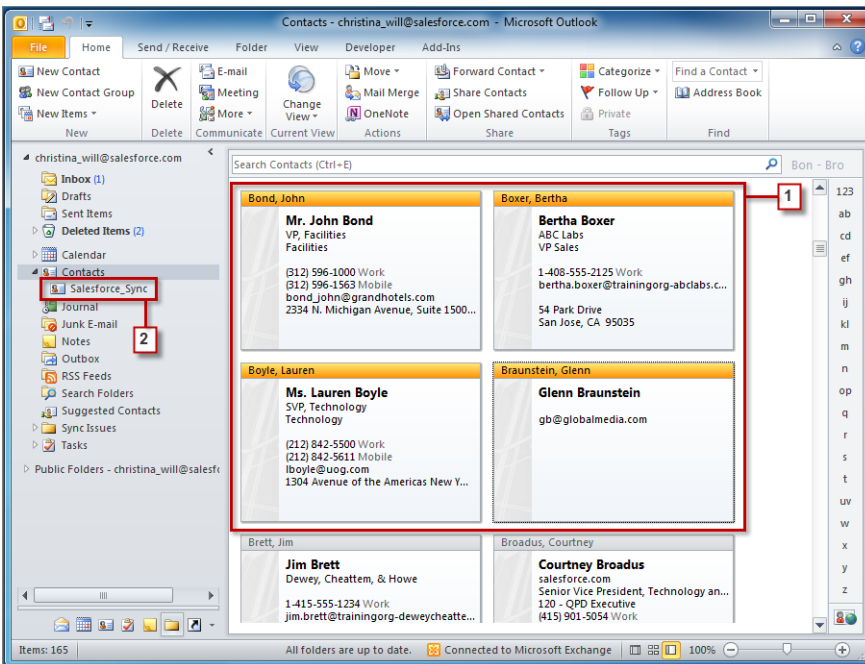 Contacts - christina_will@salesforce.com - Microsoft Outlook
File Home Send / Receive Folder View Developer Add-Ins
New Contact
New Contact Group
New Items
New
Delete
Delete
E-mail
Meeting
More
Communicate
Change View
Current View
Move
Mail Merge
OneNote
Actions
Forward Contact
Share Contacts
Open Shared Contacts
Share
Categorize
Follow Up
Private
Tags
Find a Contact
Address Book
Find
christina_will@salesforce.com
Inbox (1)
Drafts
Sent Items
Deleted Items (2)
Calendar
Contacts
Salesforce_Sync
Journal
Junk E-mail
Notes
2
Outbox
RSS Feeds
Search Folders
Suggested Contacts
Sync Issues
Tasks
Public Folders - christina_will@salesfo
Search Contacts (Ctrl+E)
Bon - Bro
1
Bond, John
Mr. John Bond
VP, Facilities
Facilities
(312) 596-1000 Work
(312) 596-1563 Mobile
bond_john@grandhotels.com
2334 N. Michigan Avenue, Suite 1500...
Boxer, Bertha
Bertha Boxer
ABC Labs
VP Sales
1-408-555-2125 Work
bertha.boxer@trainingorg-abclabs.c...
54 Park Drive
San Jose, CA 95035
Boyle, Lauren
Ms. Lauren Boyle
SVP, Technology
Technology
(212) 842-5500 Work
(212) 842-5611 Mobile
lboyle@uog.com
1304 Avenue of the Americas New Y...
Braunstein, Glenn
Glenn Braunstein
gb@globalmedia.com
Brett, Jim
Jim Brett
Dewey, Cheattem, & Howe
1-415-555-1234 Work
jim.brett@trainingorg-deweycheatte...
Broadus, Courtney
Courtney Broadus
salesforce.com
Senior Vice President, Technology an...
120 - QPD Executive
(415) 901-5054 Work
123
ab
cd
ef
gh
ij
kl
m
n
op
q
r
s
t
uv
w
x
y
z
Items: 165
All folders are up to date.
Connected to Microsoft Exchange
100%